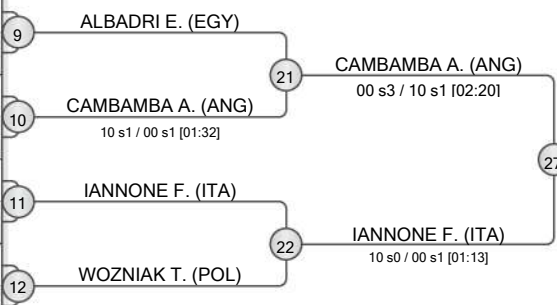 9
ALBADRI E. (EGY)
21
CAMBAMBA A. (ANG)
00 s3 / 10 s1 [02:20]
10
CAMBAMBA A. (ANG)
10 s1 / 00 s1 [01:32]
27
11
IANNONE F. (ITA)
22
IANNONE F. (ITA)
10 s0 / 00 s1 [01:13]
12
WOZNIAK T. (POL)